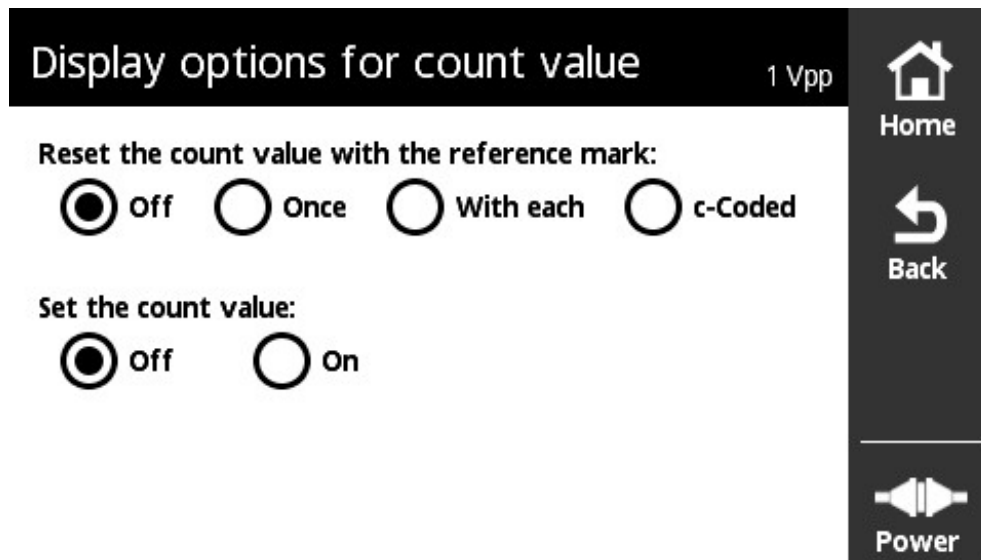 Display options for count value
1 Vpp
Home
Reset the count value with the reference mark:
Off Once With each c-Coded
Back
Set the count value:
Off On
Power